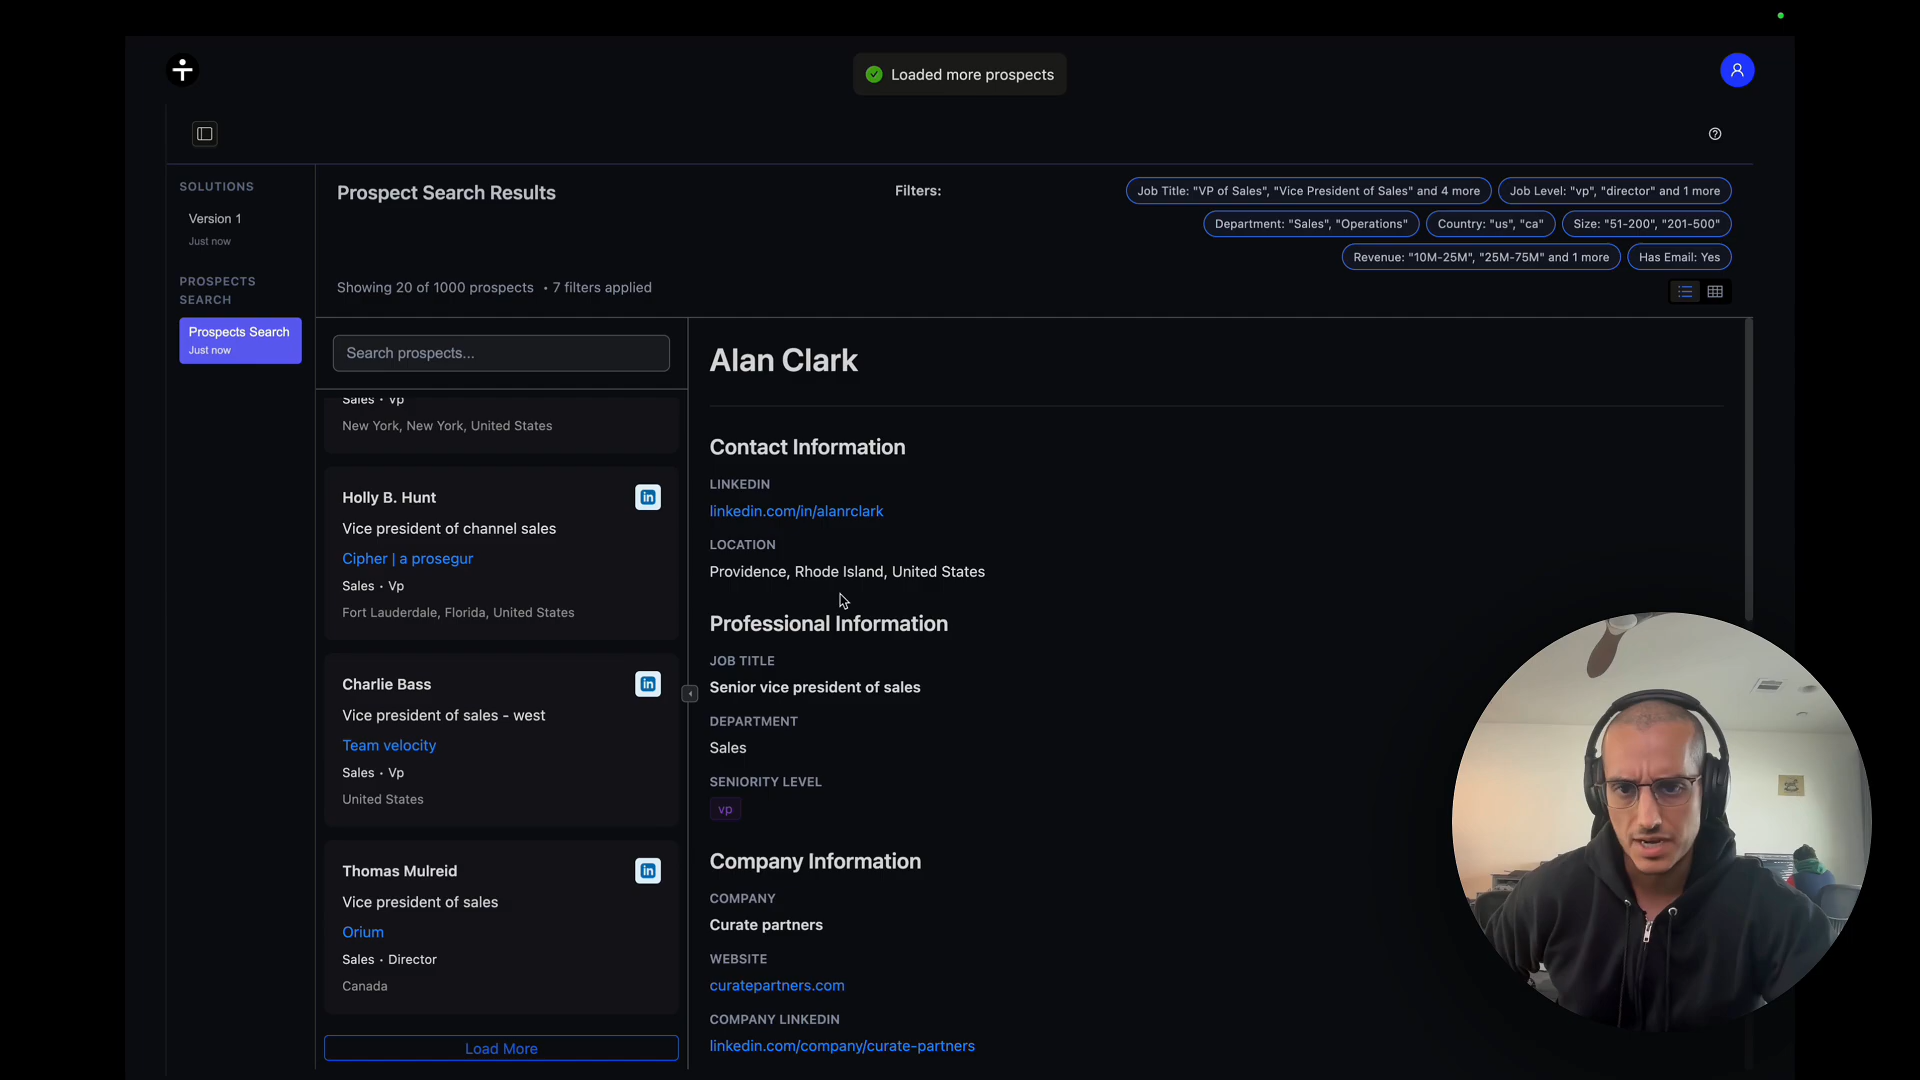 Loaded more prospects
SOLUTIONS
Version 1
Just now
PROSPECTS
SEARCH
Prospects Search
Just now
Prospect Search Results
Filters:
Job Title: "VP of Sales", "Vice President of Sales" and 4 more
Job Level: "vp", "director" and 1 more
Department: "Sales", "Operations"
Country: "us", "ca"
Size: "51-200", "201-500"
Revenue: "10M-25M", "25M-75M" and 1 more
Has Email: Yes
Showing 20 of 1000 prospects • 7 filters applied
Search prospects...
Sales • Vp
New York, New York, United States
Holly B. Hunt
in
Vice president of channel sales
Cipher | a prosegur
Sales • Vp
Fort Lauderdale, Florida, United States
Charlie Bass
in
Vice president of sales - west
Team velocity
Sales • Vp
United States
Thomas Mulreid
in
Vice president of sales
Orium
Sales • Director
Canada
Load More
Alan Clark
Contact Information
LINKEDIN
linkedin.com/in/alanrclark
LOCATION
Providence, Rhode Island, United States
Professional Information
JOB TITLE
Senior vice president of sales
DEPARTMENT
Sales
SENIORITY LEVEL
vp
Company Information
COMPANY
Curate partners
WEBSITE
curatepartners.com
COMPANY LINKEDIN
linkedin.com/company/curate-partners